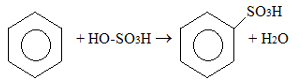 SO3H
+ HO-SO3H →
+ H2O